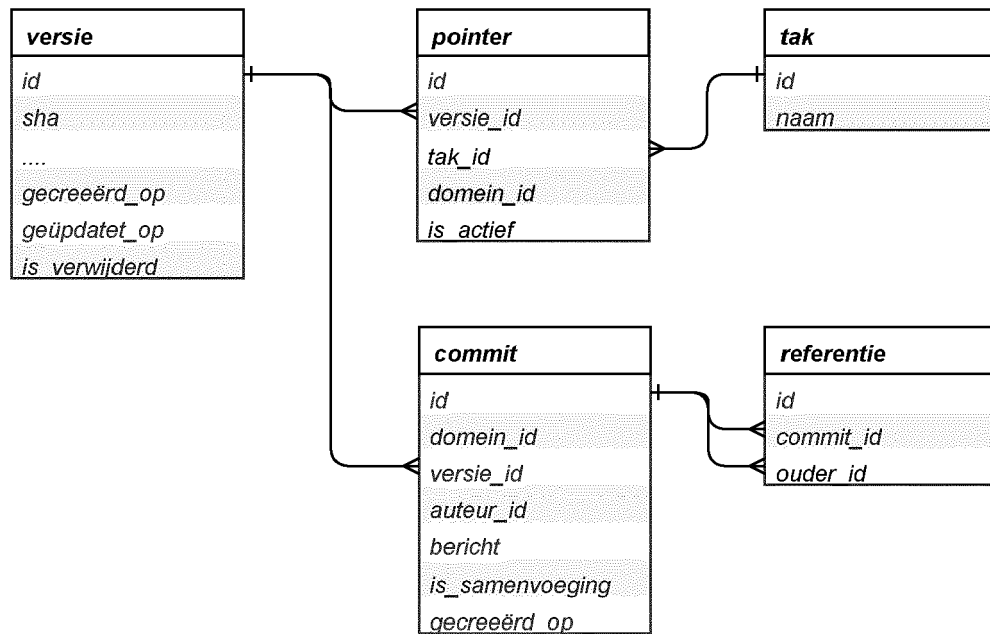 versie
id
sha
....
gecreeërd_op
geüpdatet_op
is_verwijderd
pointer
id
versie_id
tak_id
domein_id
is_actief
tak
id
naam
commit
id
domein_id
versie_id
auteur_id
bericht
is_samenvoeging
gecreeërd_op
referentie
id
commit_id
ouder_id